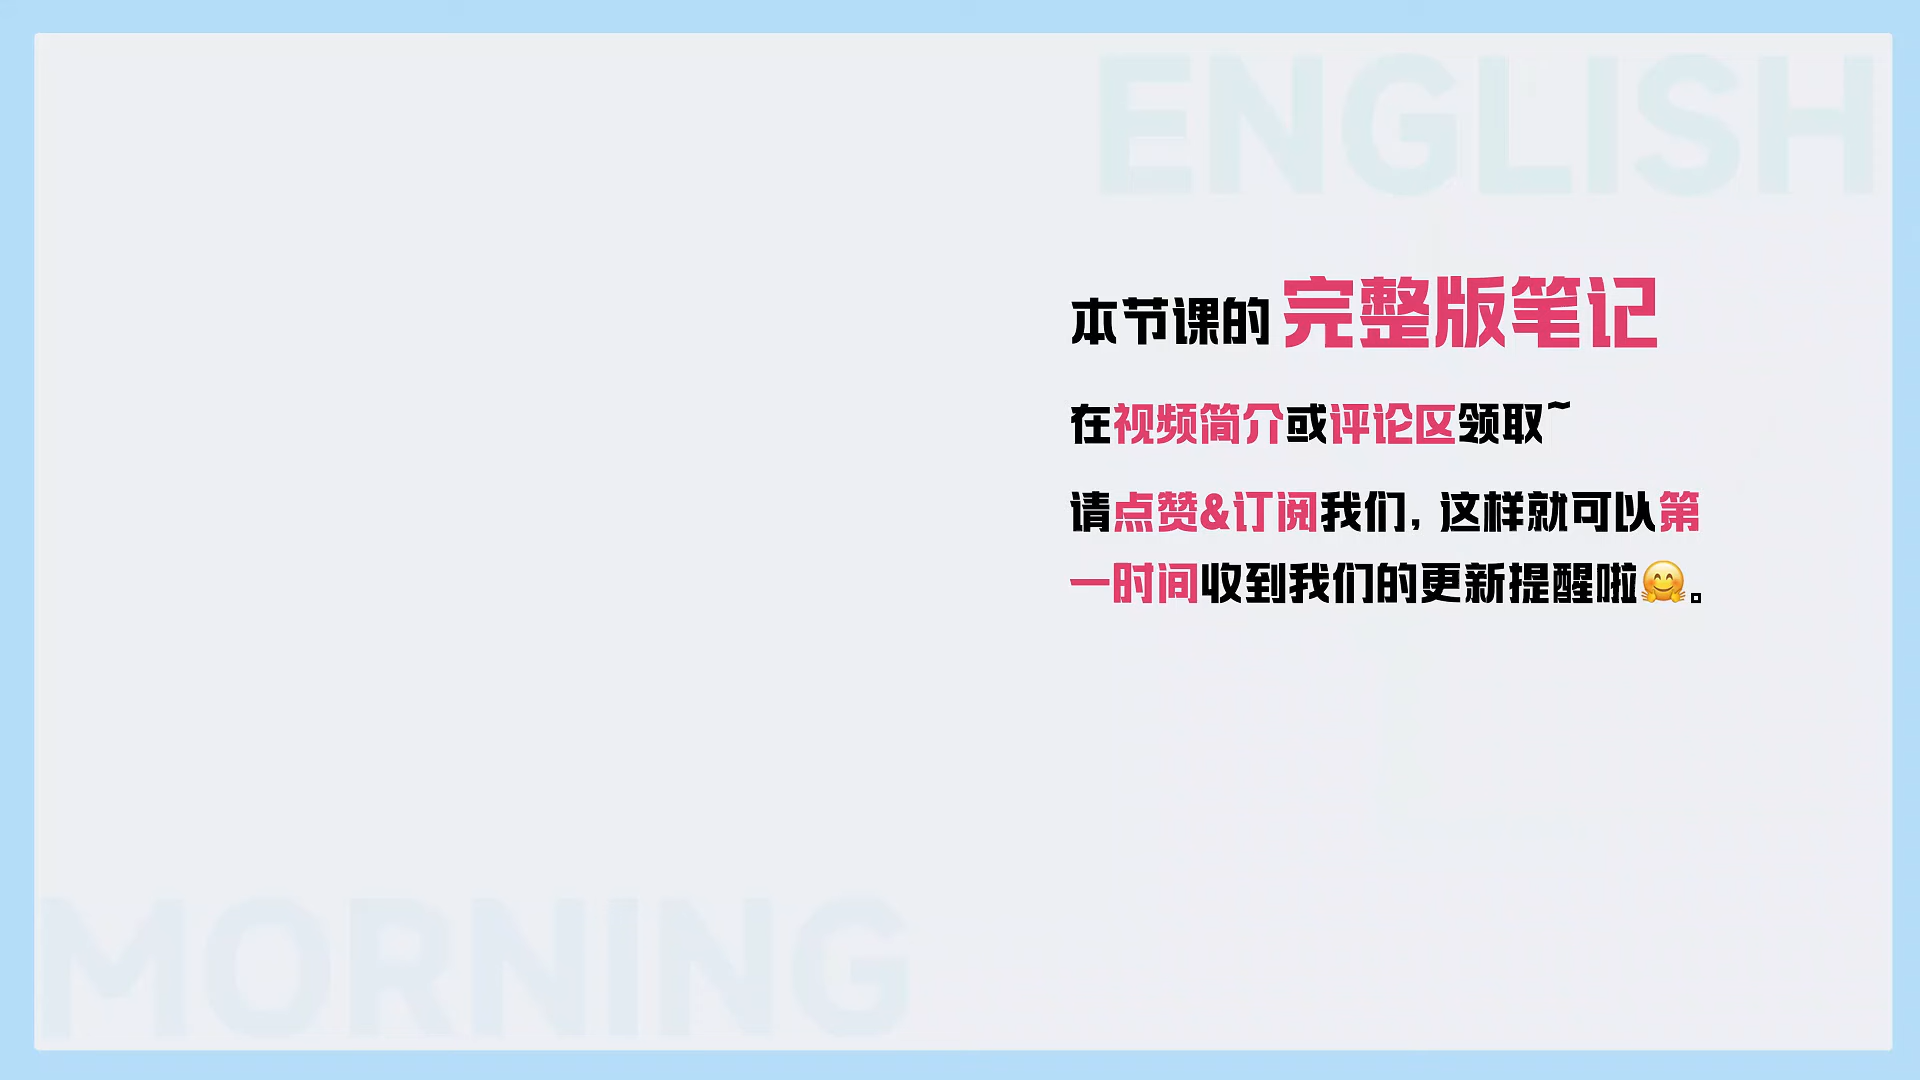 ENGLISH
本节课的 完整版笔记
在视频简介或评论区领取~
请点赞&订阅我们，这样就可以第
一时间收到我们的更新提醒啦🤗。
MORNING